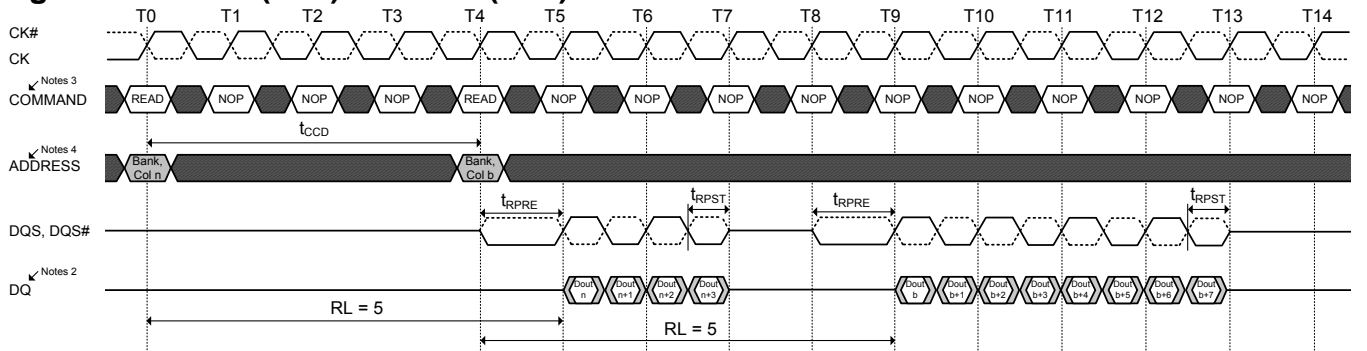 T0 T1 T2 T3 T4 T5 T6 T7 T8 T9 T10 T11 T12 T13 T14
CK#
CK
Notes 3
COMMAND
READ NOP NOP NOP READ NOP NOP NOP NOP NOP NOP NOP NOP NOP NOP
tCCD
Notes 4
ADDRESS
Bank, Col n
Bank, Col b
tRPRE tRPST tRPRE tRPST
DQS, DQS#
Notes 2
DQ
Dout n
Dout n+1
Dout n+2
Dout n+3
Dout b
Dout b+1
Dout b+2
Dout b+3
Dout b+4
Dout b+5
Dout b+6
Dout b+7
RL = 5
RL = 5